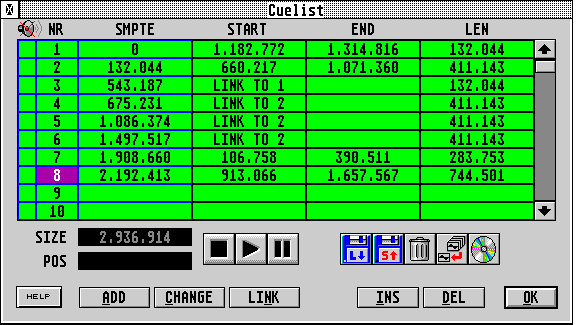 Cuelist
NR SMPTE START END LEN
1 0 1.182.772 1.314.816 132.044
2 132.044 660.217 1.071.360 411.143
3 543.187 LINK TO 1 132.044
4 675.231 LINK TO 2 411.143
5 1.086.374 LINK TO 2 411.143
6 1.497.517 LINK TO 2 411.143
7 1.908.660 106.758 390.511 283.753
8 2.192.413 913.066 1.657.567 744.501
9
10
SIZE 2.936.914
POS
L S
HELP ADD CHANGE LINK INS DEL OK